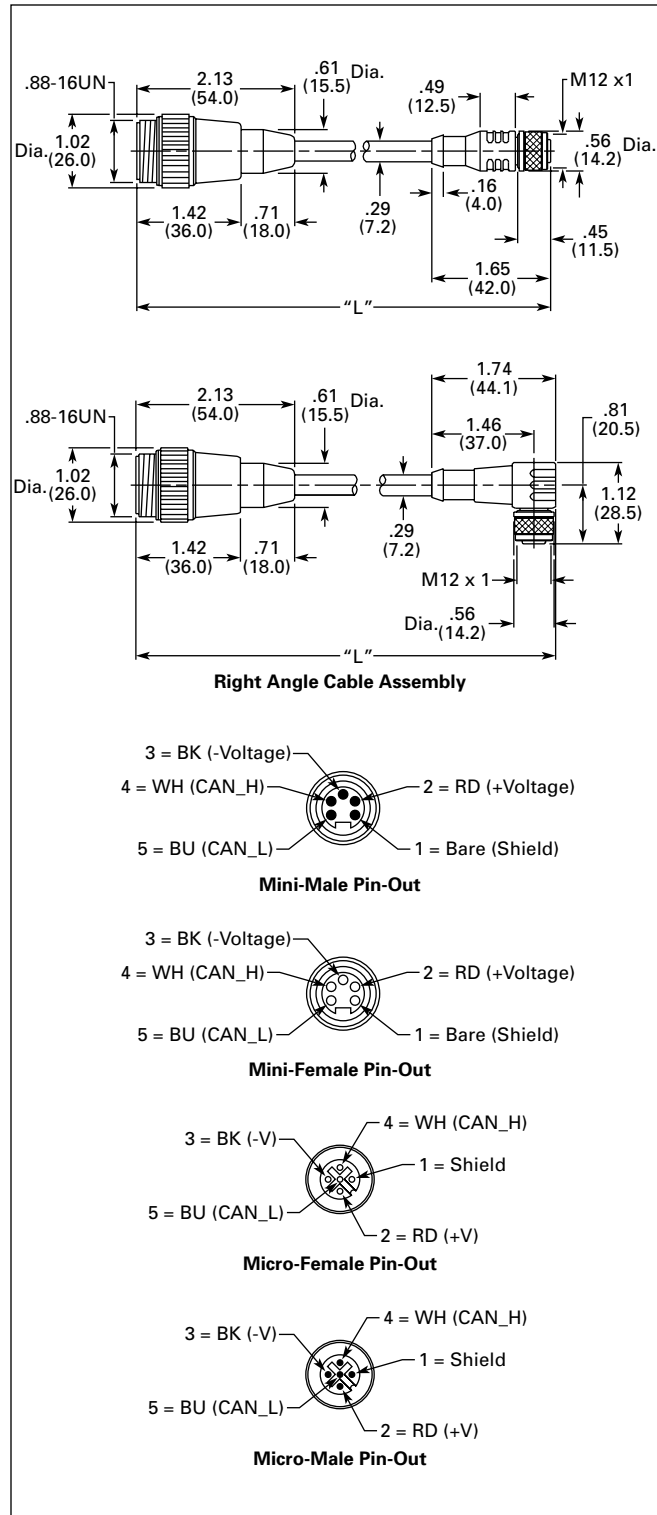 .88-16UN
2.13
(54.0)
.61 Dia.
(15.5)
.49
(12.5)
M12 x1
Dia. 1.02
(26.0)
.56 Dia.
(14.2)
1.42
(36.0)
.71
(18.0)
.29
(7.2)
.16
(4.0)
.45
(11.5)
1.65
(42.0)
"L"
.88-16UN
2.13
(54.0)
.61 Dia.
(15.5)
1.74
(44.1)
1.46
(37.0)
.81
(20.5)
Dia. 1.02
(26.0)
1.12
(28.5)
1.42
(36.0)
.71
(18.0)
.29
(7.2)
M12 x 1
Dia. .56
(14.2)
"L"
Right Angle Cable Assembly
3 = BK (-Voltage)
4 = WH (CAN_H)
2 = RD (+Voltage)
5 = BU (CAN_L)
1 = Bare (Shield)
Mini-Male Pin-Out
3 = BK (-Voltage)
4 = WH (CAN_H)
2 = RD (+Voltage)
5 = BU (CAN_L)
1 = Bare (Shield)
Mini-Female Pin-Out
4 = WH (CAN_H)
3 = BK (-V)
1 = Shield
5 = BU (CAN_L)
2 = RD (+V)
Micro-Female Pin-Out
4 = WH (CAN_H)
3 = BK (-V)
1 = Shield
5 = BU (CAN_L)
2 = RD (+V)
Micro-Male Pin-Out